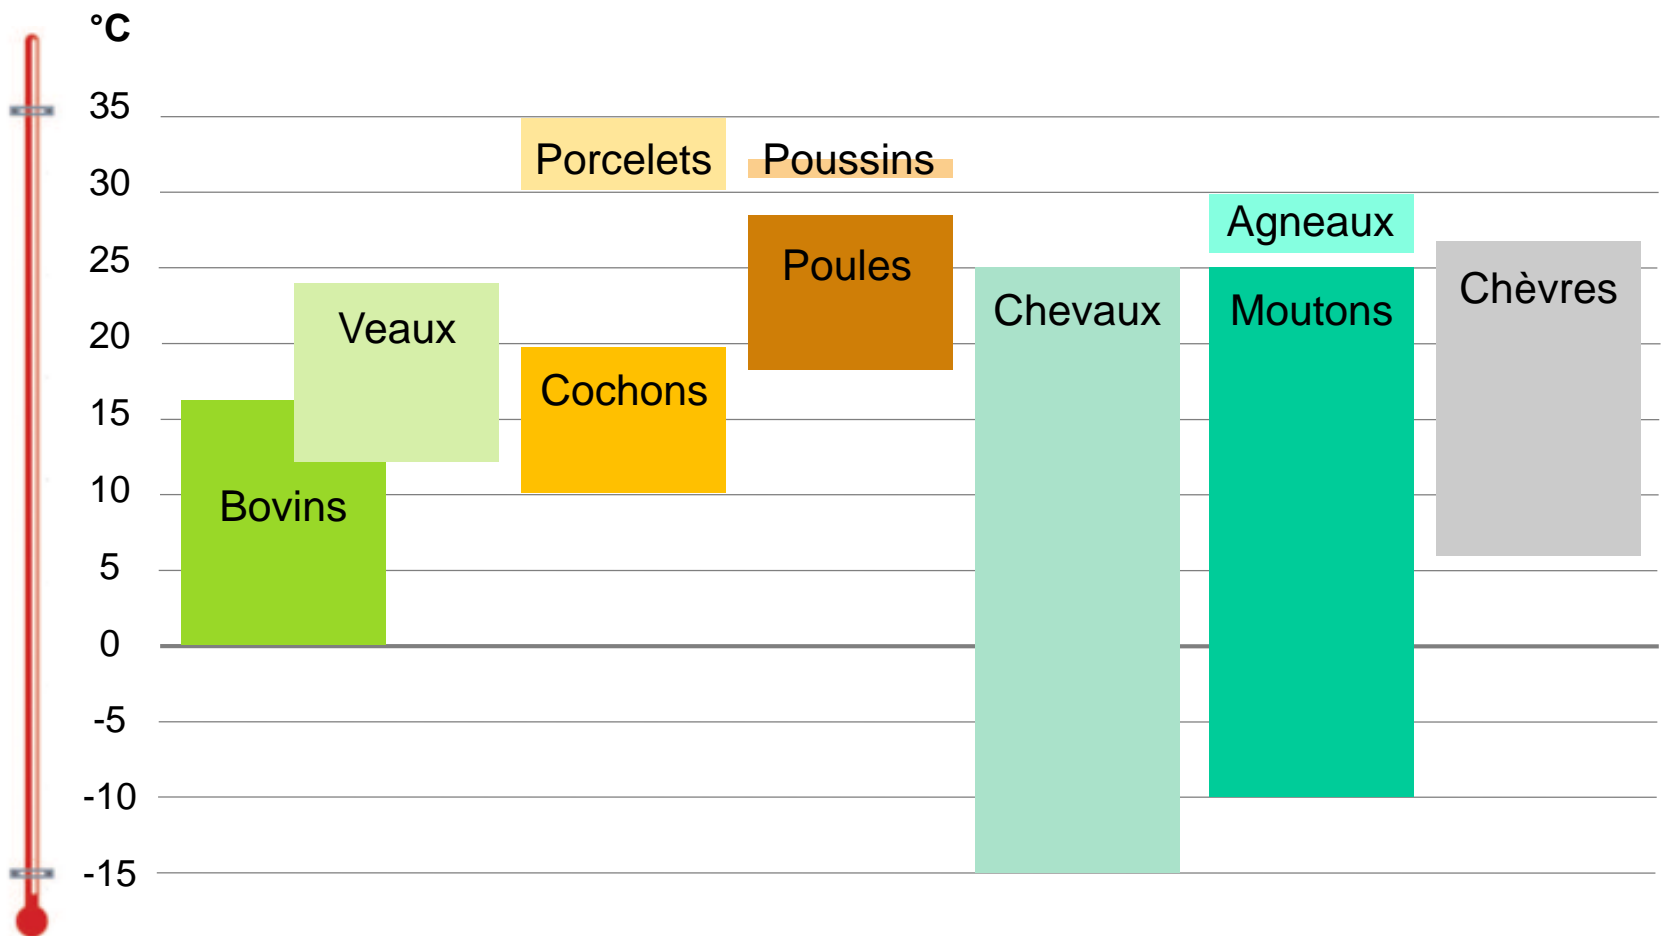 °C
35
30
25
20
15
10
5
0
-5
-10
-15
Porcelets
Poussins
Agneaux
Poules
Chèvres
Chevaux
Moutons
Veaux
Cochons
Bovins